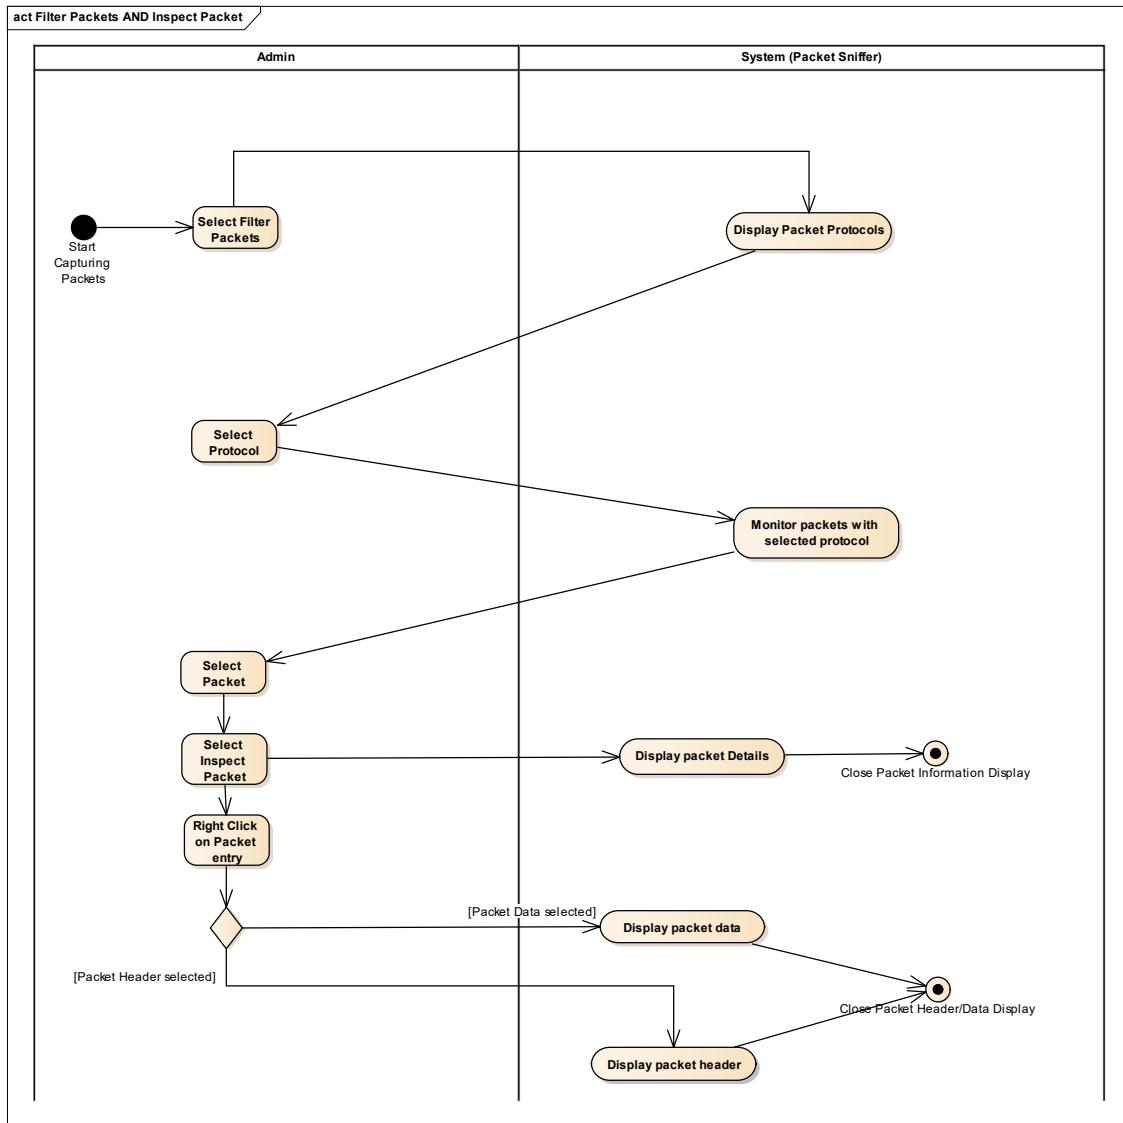 act Filter Packets AND Inspect Packet
Admin
System (Packet Sniffer)
Select Filter
Packets
Display Packet Protocols
Start
Capturing
Packets
Select
Protocol
Monitor packets with
selected protocol
Select
Packet
Select
Inspect
Packet
Display packet Details
Close Packet Information Display
Right Click
on Packet
entry
[Packet Data selected]
Display packet data
[Packet Header selected]
Close Packet Header/Data Display
Display packet header